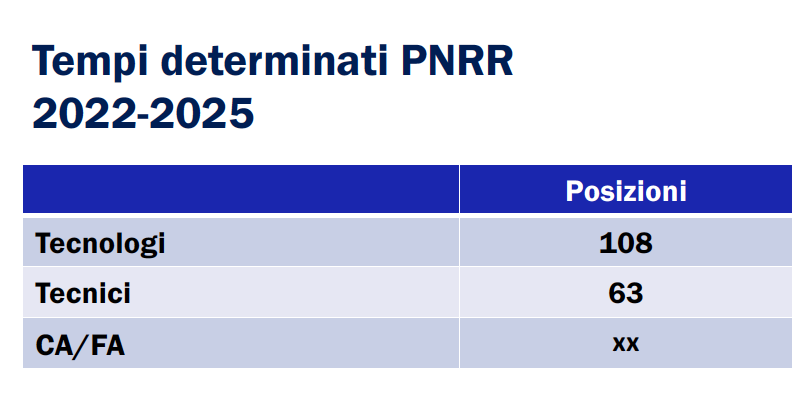 Tempi determinati PNRR
2022-2025
Posizioni
Tecnologi 108
Tecnici 63
CA/FA xx